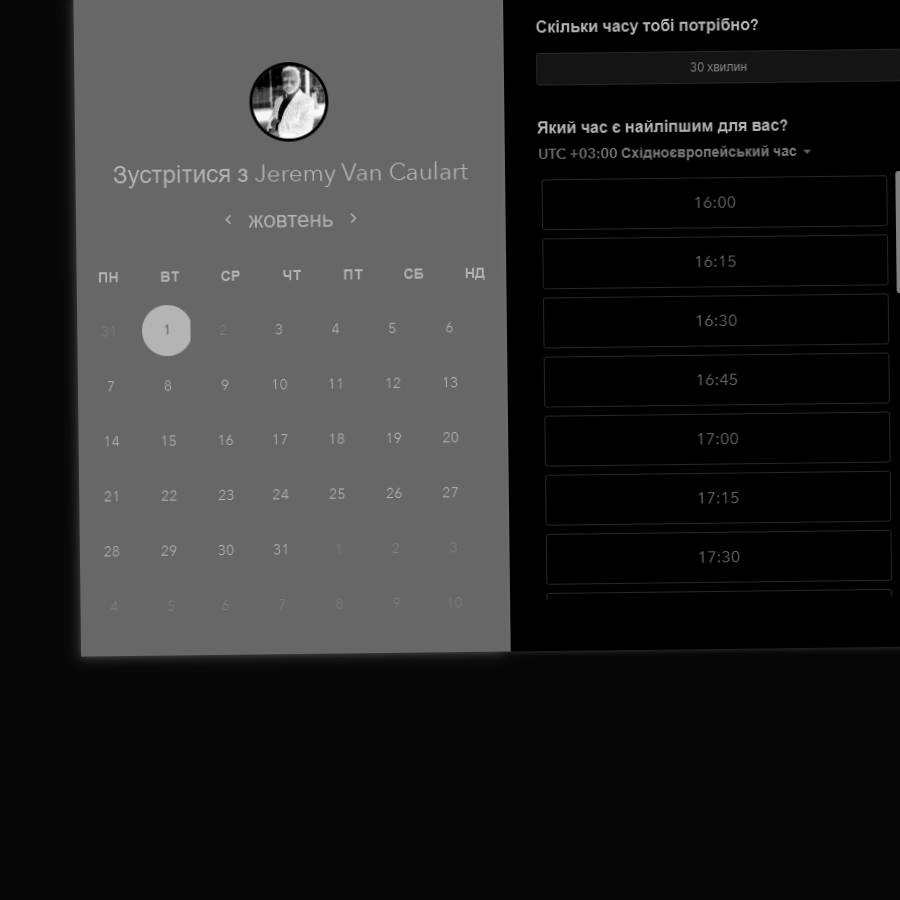 Зустрітися з Jeremy Van Caulart
‹ жовтень ›
ПН ВТ СР ЧТ ПТ СБ НД
31 1 2 3 4 5 6
7 8 9 10 11 12 13
14 15 16 17 18 19 20
21 22 23 24 25 26 27
28 29 30 31 1 2 3
4 5 6 7 8 9 10
Скільки часу тобі потрібно?
30 хвилин
Який час є найліпшим для вас?
UTC +03:00 Східноєвропейський час
16:00
16:15
16:30
16:45
17:00
17:15
17:30